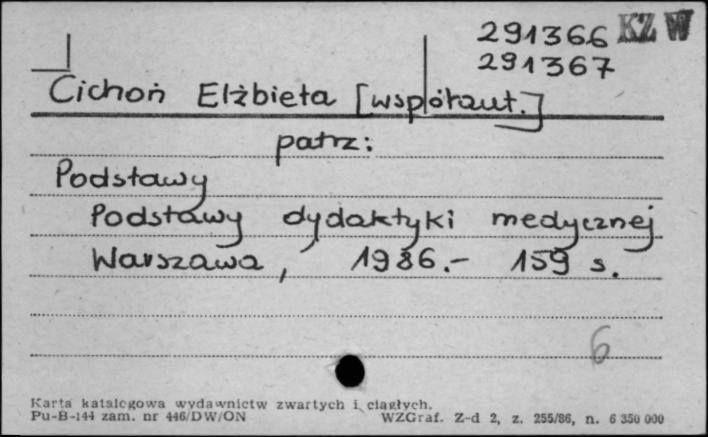 291366 KZ W
291367
Cichoń Elżbieta [współaut.]
patrz:
Podstawy
Podstawy dydaktyki medycznej
Warszawa, 1986.- 159 s.
6
Karta katalogowa wydawnictw zwartych i ciągłych.
Pu-B-144 zam. nr 446/DW/ON WZGraf. Z-d 2, z. 255/86, n. 6 350 000